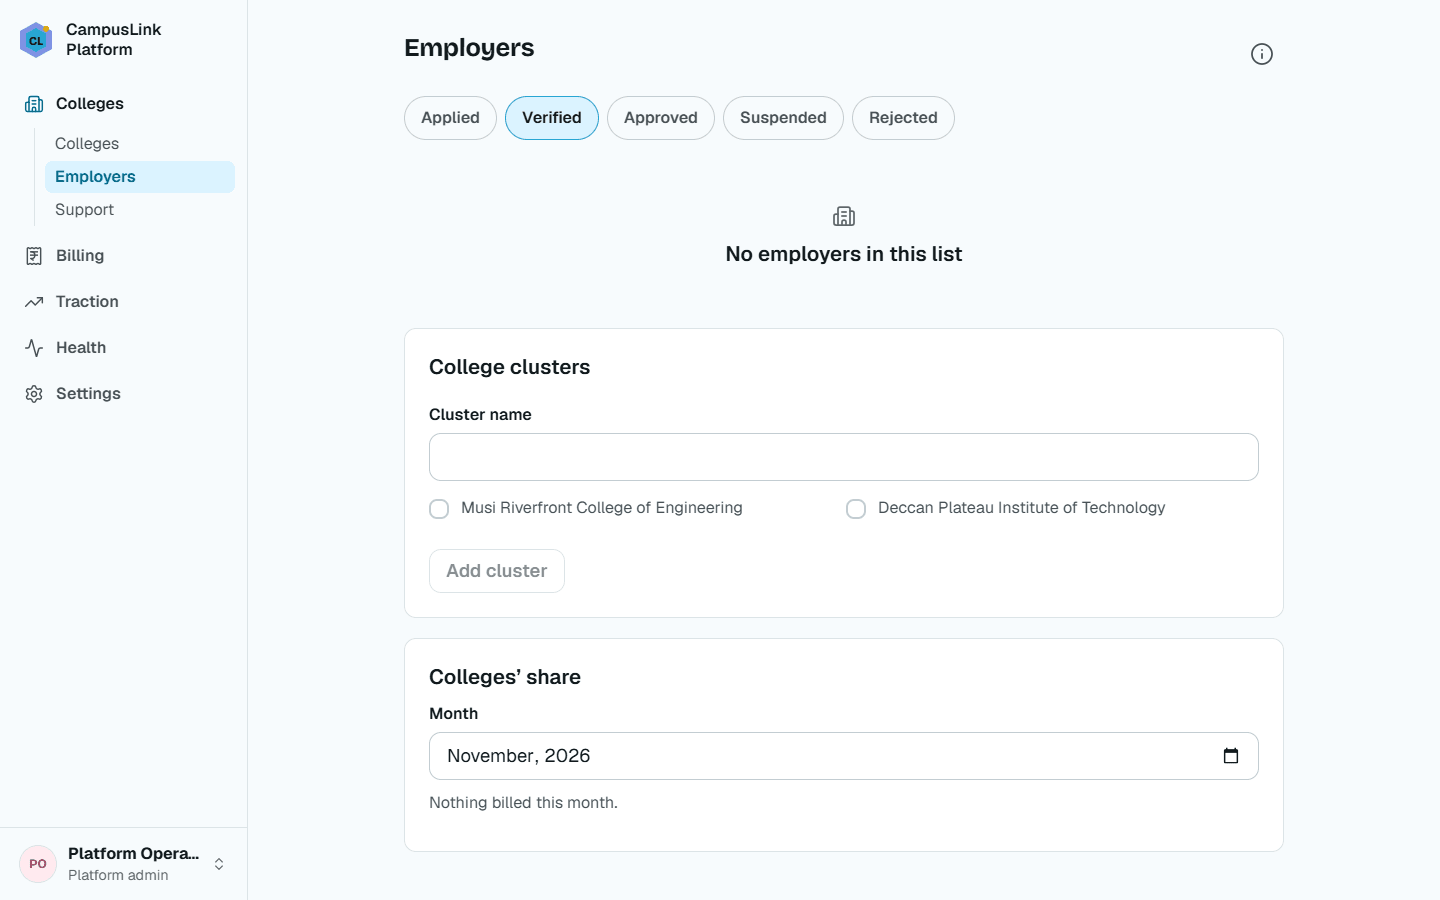 CL
CampusLink
Platform
Colleges
Colleges
Employers
Support
Billing
Traction
Health
Settings
PO
Platform Opera...
Platform admin
Employers
Applied
Verified
Approved
Suspended
Rejected
No employers in this list
College clusters
Cluster name
Musi Riverfront College of Engineering
Deccan Plateau Institute of Technology
Add cluster
Colleges’ share
Month
November, 2026
Nothing billed this month.